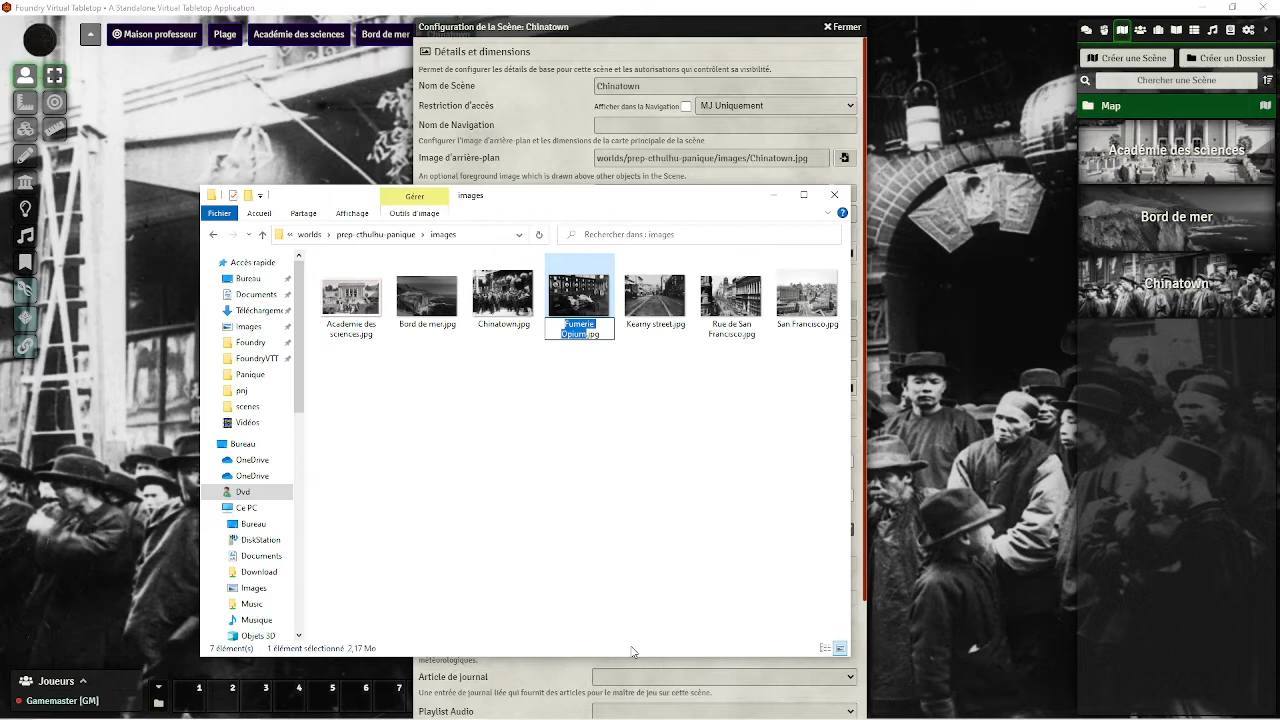 Foundry Virtual Tabletop • A Standalone Virtual Tabletop Application
Maison professeur
Plage
Académie des sciences
Bord de mer
Configuration de la Scène: Chinatown
Fermer
Détails et dimensions
Permet de configurer les détails de base pour cette scène et les autorisations qui contrôlent sa visibilité.
Nom de Scène
Chinatown
Restriction d'accès
Afficher dans la Navigation
MJ Uniquement
Nom de Navigation
Configurer l'image d'arrière-plan et les dimensions de la carte principale de la scène
Image d'arrière-plan
worlds/prep-cthulhu-panique/images/Chinatown.jpg
An optional foreground image which is drawn above other objects in the Scene.
Créer une Scène
Créer un Dossier
Chercher une Scène
Map
Académie des sciences
Bord de mer
Chinatown
Gérer
images
Fichier
Accueil
Partage
Affichage
Outils d'image
« worlds › prep-cthulhu-panique › images
Rechercher dans : images
Accès rapide
Bureau
Documents
Téléchargeme
Images
Foundry
FoundryVTT
Panique
pnj
scenes
Vidéos
Bureau
OneDrive
OneDrive
Dvd
Ce PC
Bureau
DiskStation
Documents
Download
Images
Music
Musique
Objets 3D
Academie des sciences.jpg
Bord de mer.jpg
Chinatown.jpg
Fumerie Opium.jpg
Kearny street.jpg
Rue de San Francisco.jpg
San Francisco.jpg
7 élément(s)
1 élément sélectionné 2,17 Mo
météorologiques.
Article de journal
Une entrée de journal liée qui fournit des articles pour le maître de jeu sur cette scène.
Playlist Audio
Joueurs
Gamemaster [GM]
1 2 3 4 5 6 7